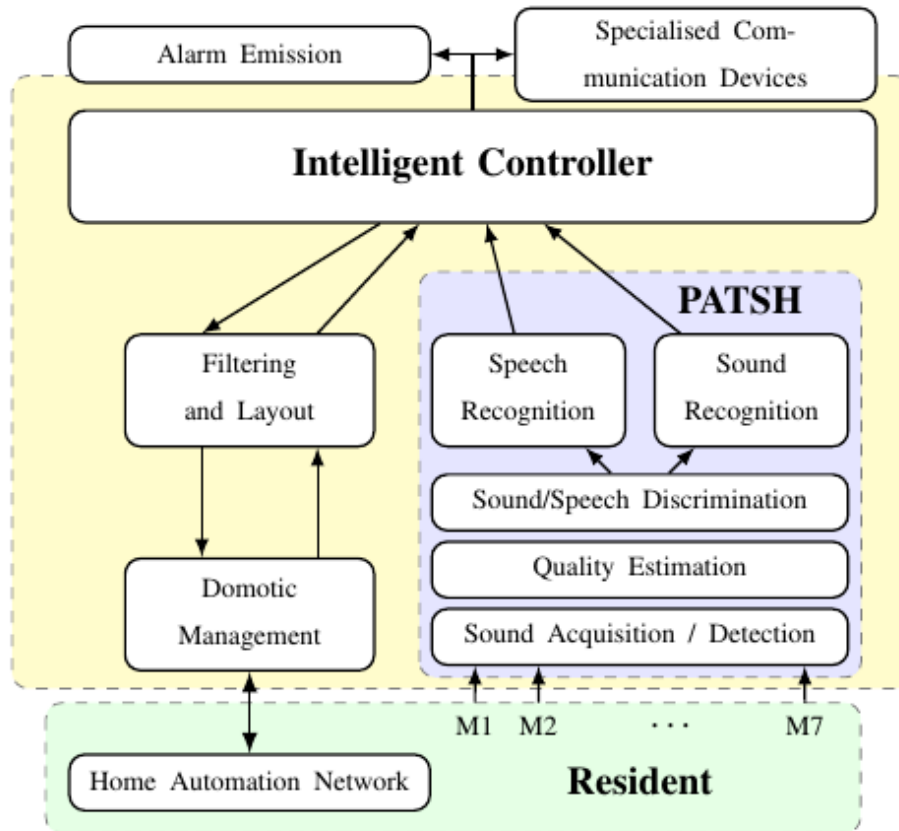 Alarm Emission
Specialised Com-
munication Devices
Intelligent Controller
PATSH
Filtering
and Layout
Speech
Recognition
Sound
Recognition
Sound/Speech Discrimination
Quality Estimation
Domotic
Management
Sound Acquisition / Detection
M1 M2 · · · M7
Home Automation Network
Resident